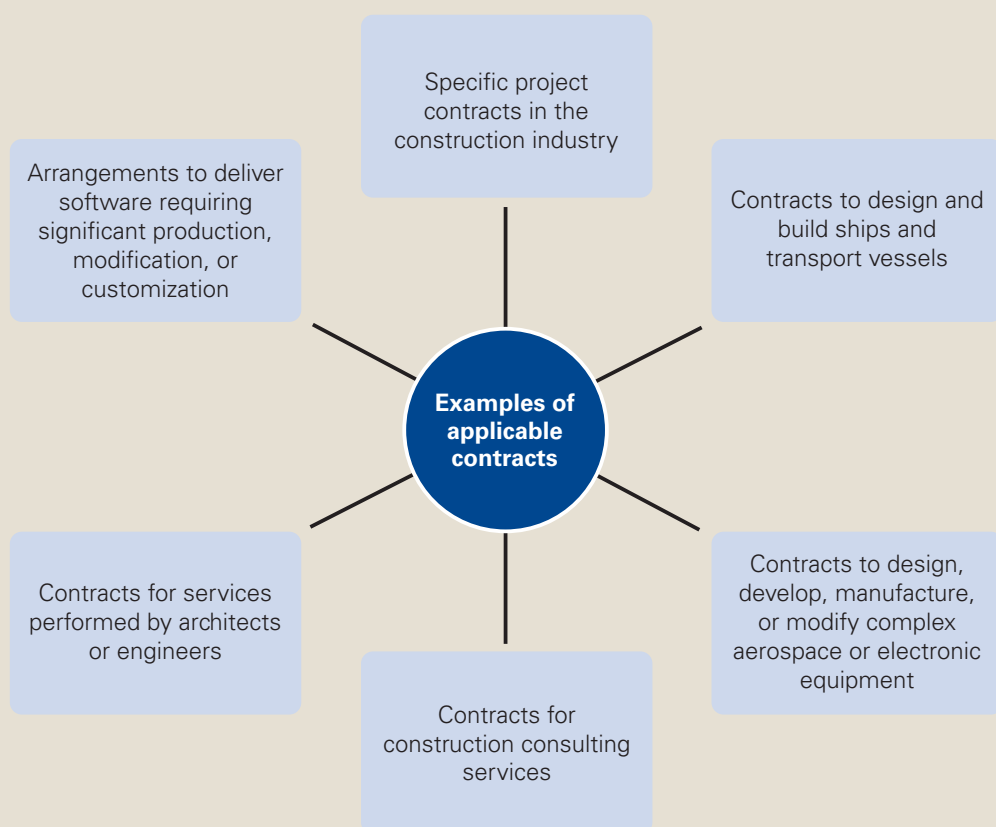 Specific project
contracts in the
construction industry
Arrangements to deliver
software requiring
significant production,
modification, or
customization
Contracts to design and
build ships and
transport vessels
Examples of
applicable
contracts
Contracts for services
performed by architects
or engineers
Contracts to design,
develop, manufacture,
or modify complex
aerospace or electronic
equipment
Contracts for
construction consulting
services